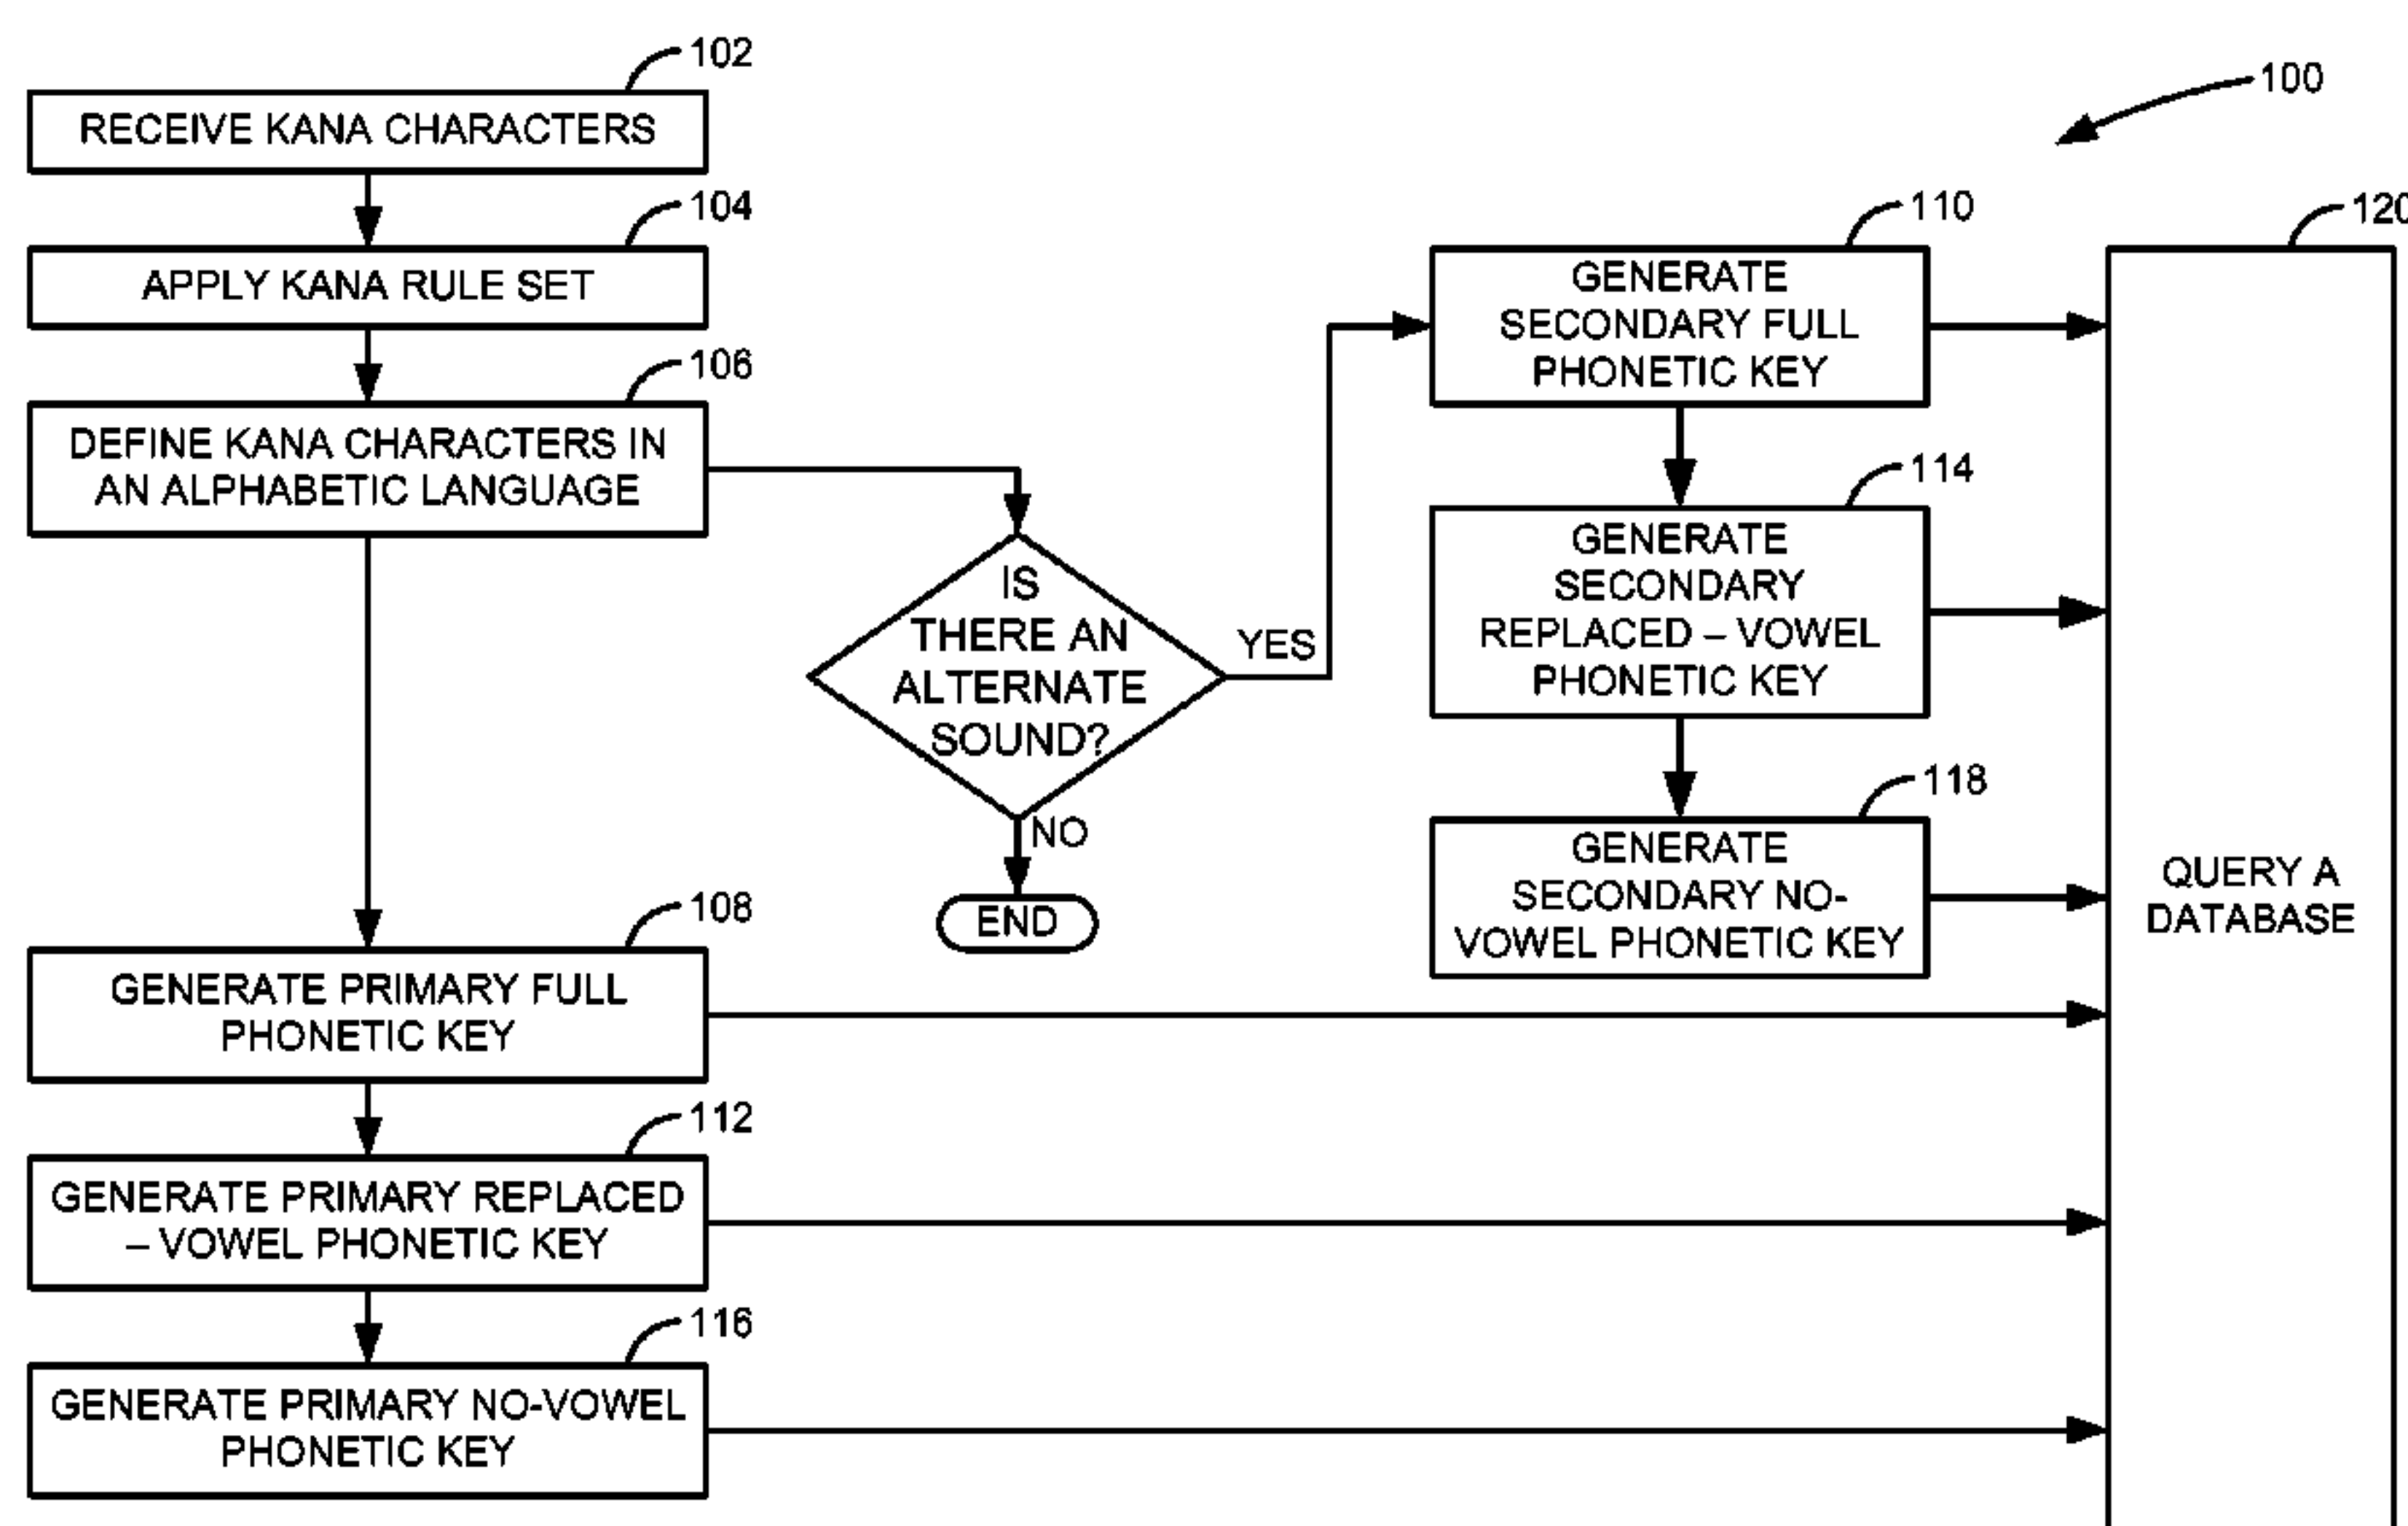 102
RECEIVE KANA CHARACTERS
104
APPLY KANA RULE SET
106
DEFINE KANA CHARACTERS IN
AN ALPHABETIC LANGUAGE
IS
THERE AN
ALTERNATE
SOUND?
YES
NO
END
108
GENERATE PRIMARY FULL
PHONETIC KEY
112
GENERATE PRIMARY REPLACED
– VOWEL PHONETIC KEY
116
GENERATE PRIMARY NO-VOWEL
PHONETIC KEY
100
110
GENERATE
SECONDARY FULL
PHONETIC KEY
114
GENERATE
SECONDARY
REPLACED – VOWEL
PHONETIC KEY
118
GENERATE
SECONDARY NO-
VOWEL PHONETIC KEY
120
QUERY A
DATABASE